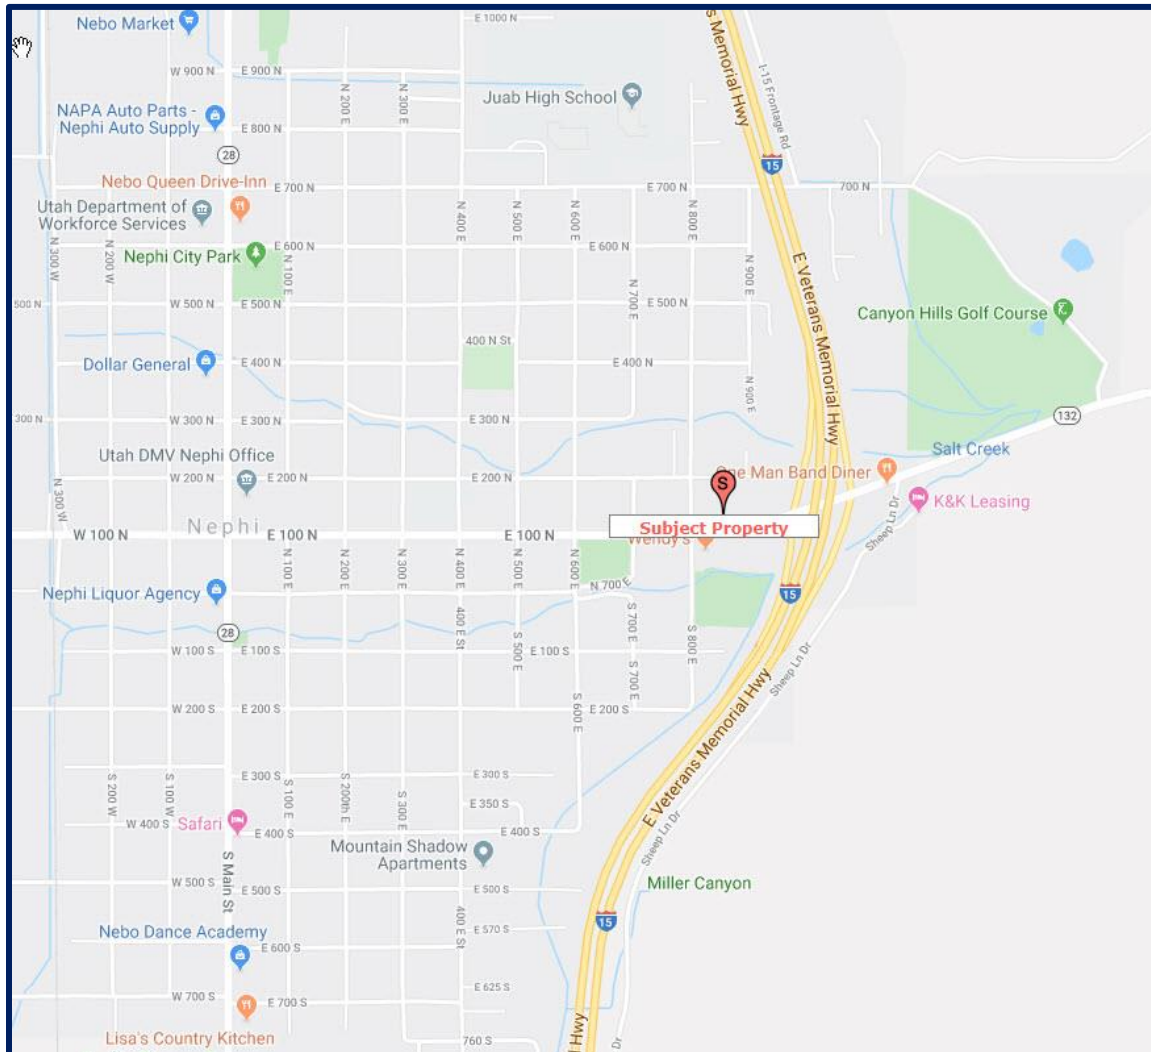 E 1000 N
Nebo Market
s Memorial Hwy
I-15 Frontage Rd
W 900 N
E 900 N
N 100 E
N 200 E
N 300 E
N 700 E
N 800 E
Juab High School
NAPA Auto Parts -
Nephi Auto Supply
E 800 N
28
15
Nebo Queen Drive-Inn
E 700 N
E 700 N
700 N
Utah Department of
Workforce Services
N 400 E
N 500 E
N 600 E
N 800 E
N 300 W
N 200 W
E 600 N
Nephi City Park
N 100 E
N 700 E
N 900 E
E Veterans Memorial Hwy
500 N
W 500 N
E 500 N
E 500 N
Canyon Hills Golf Course
400 N St
Dollar General
E 400 N
E 400 N
N 900 E
300 N
W 300 N
E 300 N
E 300 N
132
Salt Creek
Utah DMV Nephi Office
W 200 N
E 200 N
E 200 N
One Man Band Diner
S
N 300 W
K&K Leasing
Nephi
Subject Property
W 100 N
E 100 N
E 100 N
Wendy's
Sheep Ln Dr
N 100 E
N 200 E
N 300 E
N 400 E
N 500 E
N 600 E
N 700 E
Nephi Liquor Agency
15
400 E St
S 500 E
S 700 E
S 800 E
28
W 100 S
E 100 S
E 100 S
Sheep Ln Dr
S 700 E
W 200 S
E 200 S
S 600 E
E 200 S
E Veterans Memorial Hwy
S 200 W
S 100 W
E 300 S
S 100 E
S 200th E
S 300 E
E 300 S
E 350 S
Safari
W 400 S
E 400 S
E 400 S
Sheep Ln Dr
Mountain Shadow
Apartments
S Main St
W 500 S
E 500 S
E 500 S
Miller Canyon
400 E St
15
Nebo Dance Academy
E 570 S
E 600 S
W 700 S
E 700 S
E 625 S
Lisa's Country Kitchen
760 S
l Hwy
Dr